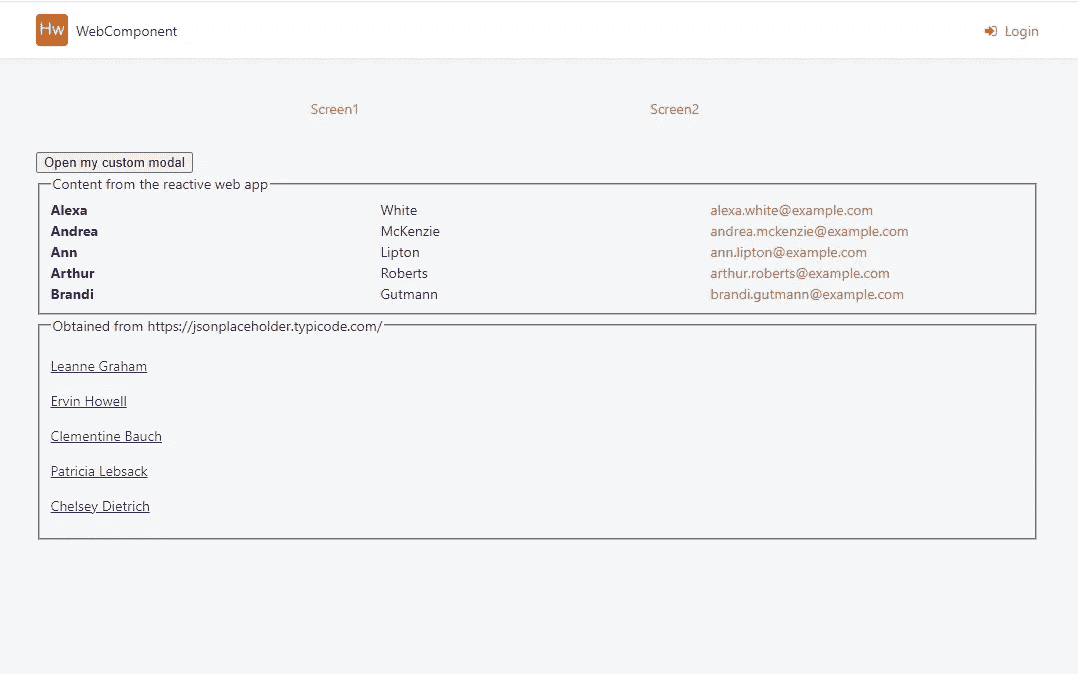 Hw WebComponent Login
Screen1 Screen2
Open my custom modal
Content from the reactive web app
Alexa White alexa.white@example.com
Andrea McKenzie andrea.mckenzie@example.com
Ann Lipton ann.lipton@example.com
Arthur Roberts arthur.roberts@example.com
Brandi Gutmann brandi.gutmann@example.com
Obtained from https://jsonplaceholder.typicode.com/
Leanne Graham
Ervin Howell
Clementine Bauch
Patricia Lebsack
Chelsey Dietrich